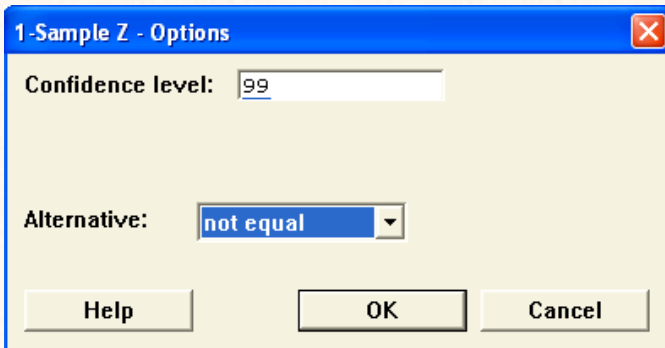 1-Sample Z - Options
Confidence level: 99
Alternative: not equal
Help OK Cancel